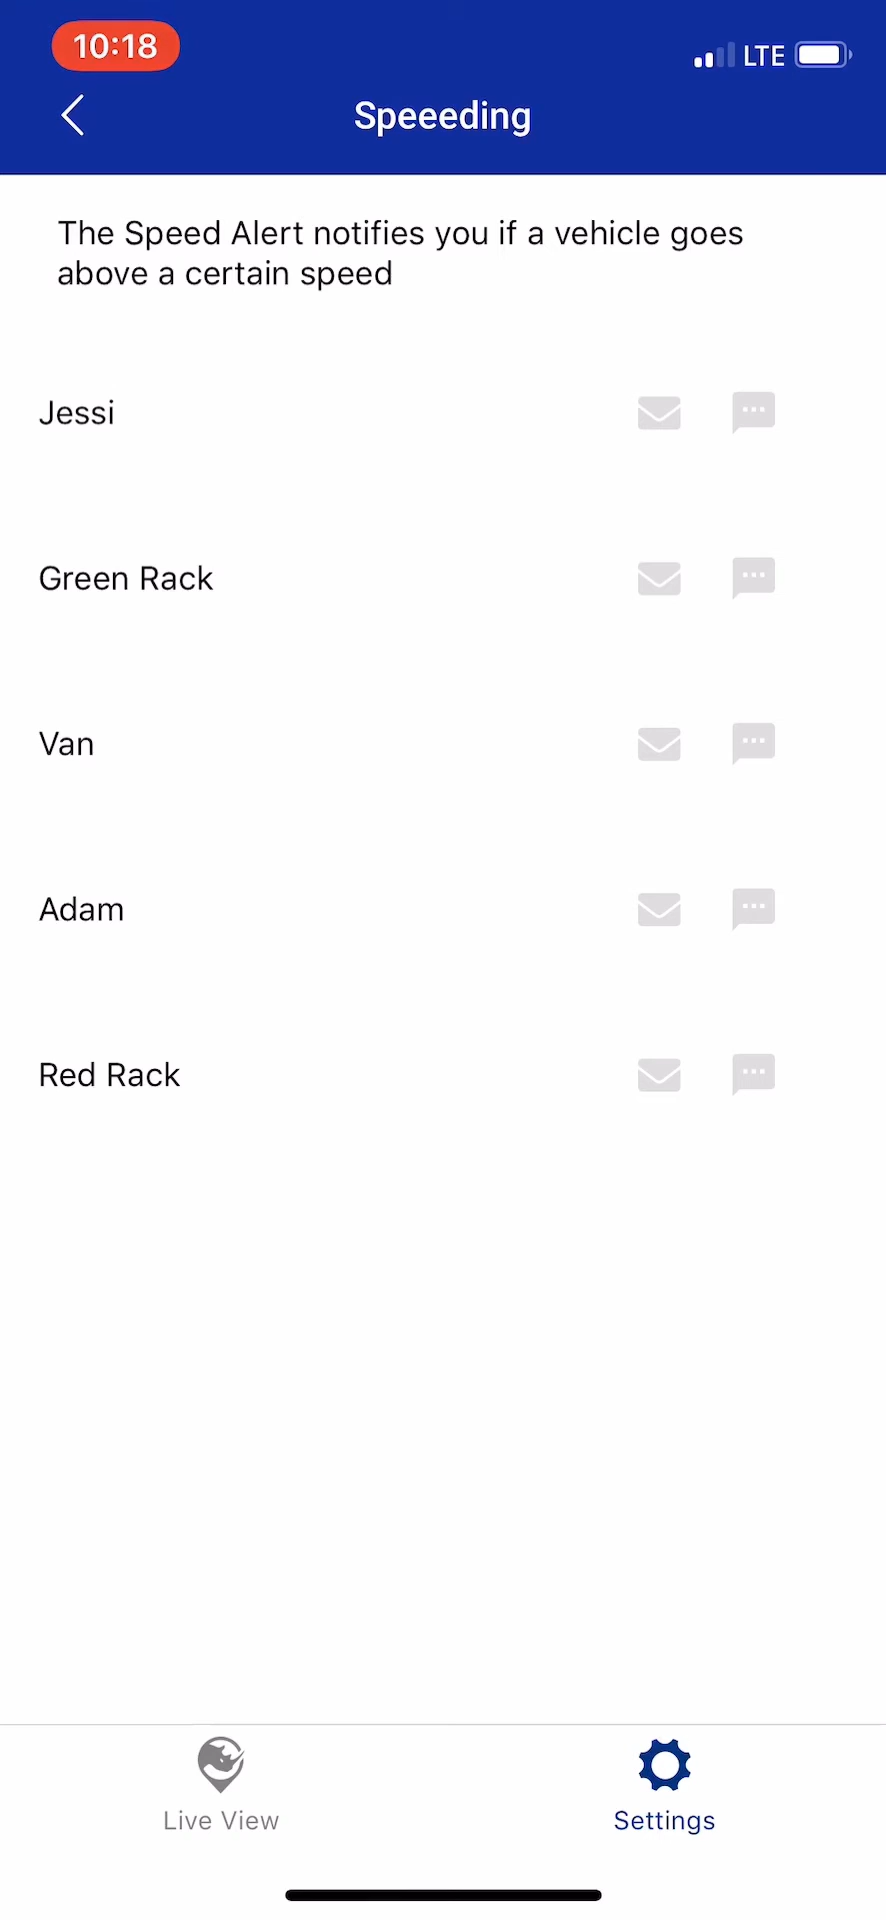 10:18
LTE
Speeeding
The Speed Alert notifies you if a vehicle goes
above a certain speed
Jessi
Green Rack
Van
Adam
Red Rack
Live View
Settings